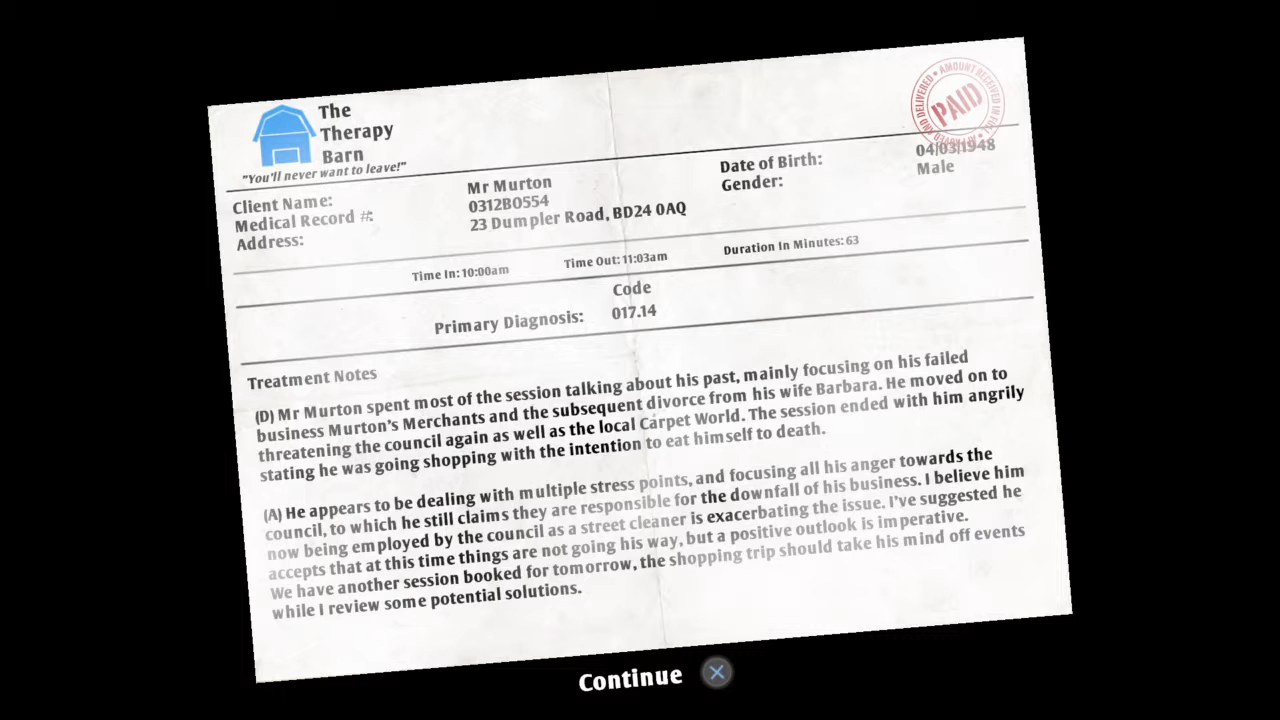 The
Therapy
Barn
"You'll never want to leave!"
AMOUNT RECEIVED IN FULL AND DELIVERED
PAID
Client Name: Mr Murton
Medical Record #: 0312B0554
Address: 23 Dumpler Road, BD24 0AQ
Date of Birth: 04/03/1948
Gender: Male
Time In: 10:00am Time Out: 11:03am Duration In Minutes: 63
Code
Primary Diagnosis: 017.14
Treatment Notes
(D) Mr Murton spent most of the session talking about his past, mainly focusing on his failed
business Murton's Merchants and the subsequent divorce from his wife Barbara. He moved on to
threatening the council again as well as the local Carpet World. The session ended with him angrily
stating he was going shopping with the intention to eat himself to death.
(A) He appears to be dealing with multiple stress points, and focusing all his anger towards the
council, to which he still claims they are responsible for the downfall of his business. I believe him
now being employed by the council as a street cleaner is exacerbating the issue. I've suggested he
accepts that at this time things are not going his way, but a positive outlook is imperative.
We have another session booked for tomorrow, the shopping trip should take his mind off events
while I review some potential solutions.
Continue